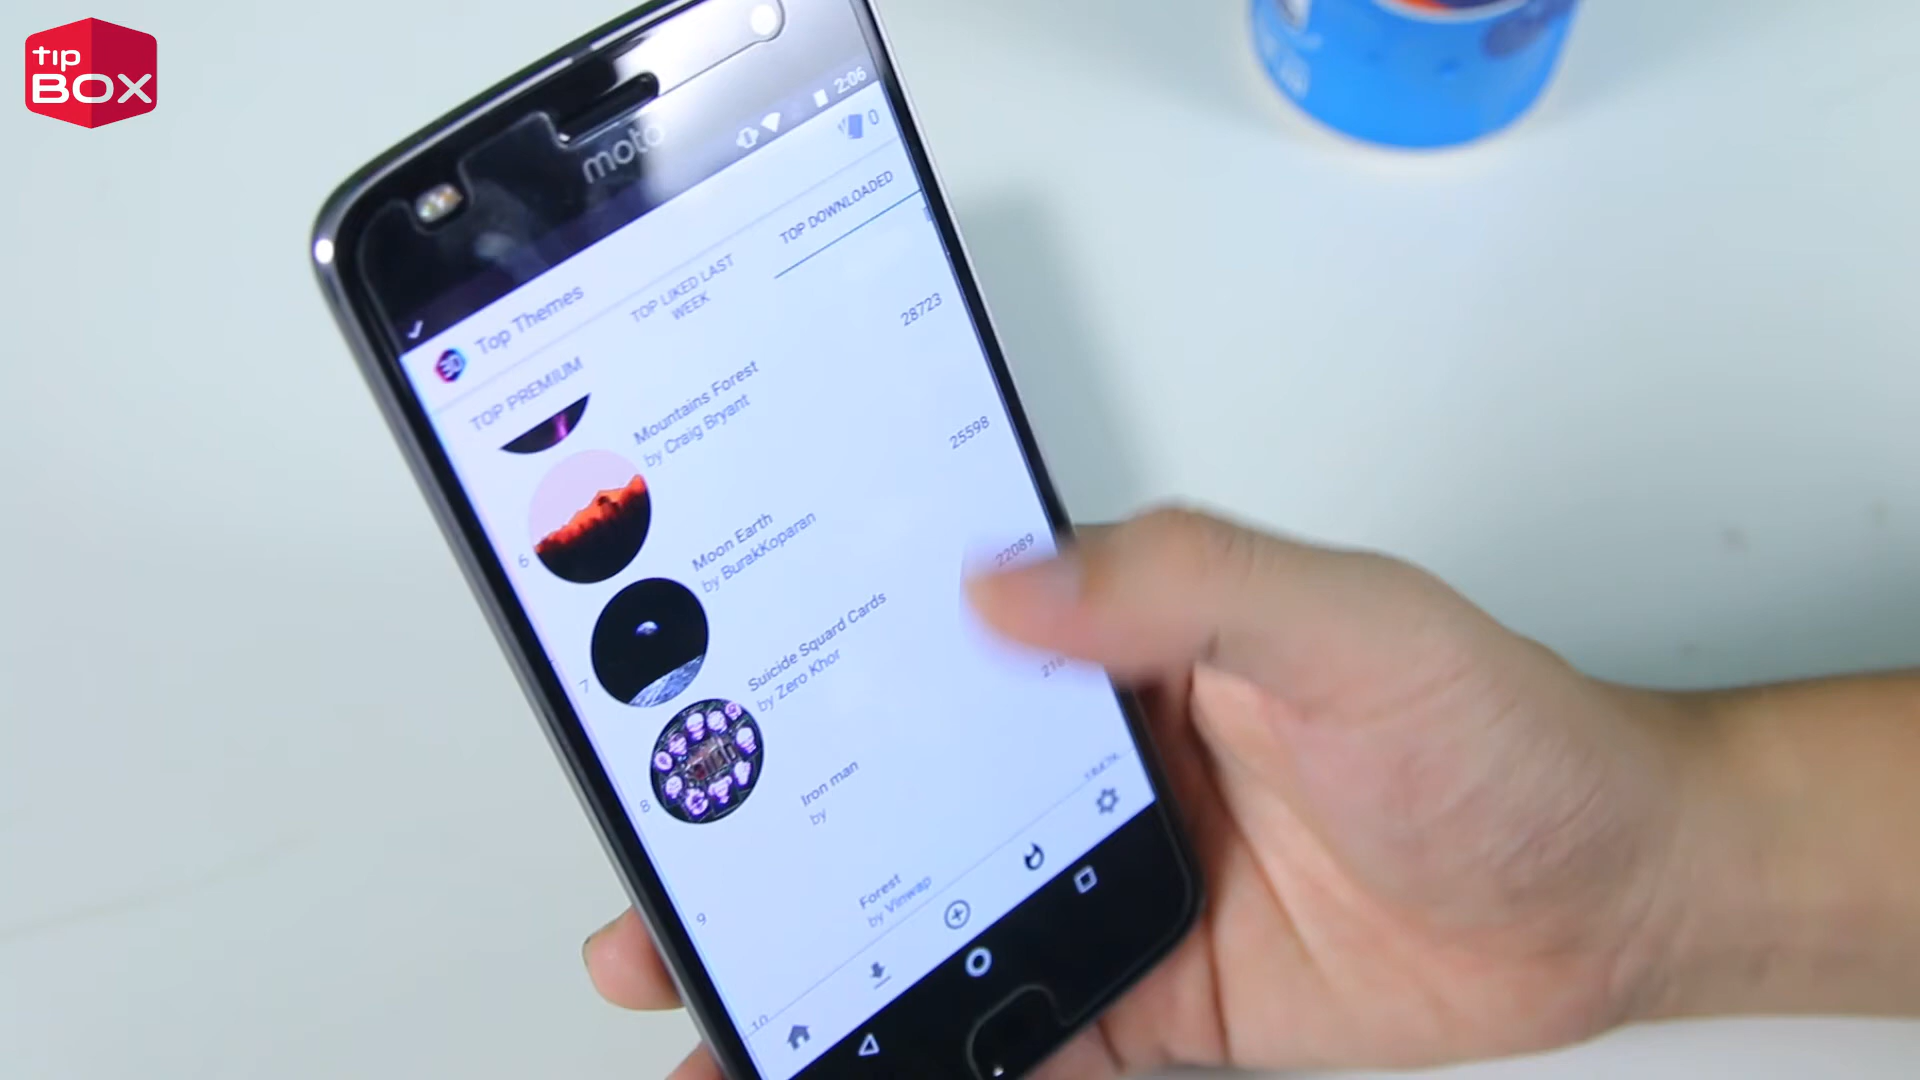 tip
BOX
moto
2:06
0
3D Top Themes
TOP PREMIUM
TOP LIKED LAST
WEEK
TOP DOWNLOADED
6
Mountains Forest
by Craig Bryant
28723
7
Moon Earth
by BurakKoparan
25598
8
Suicide Squard Cards
by Zero Khor
22089
9
Iron man
by
10
Forest
by Vinwap